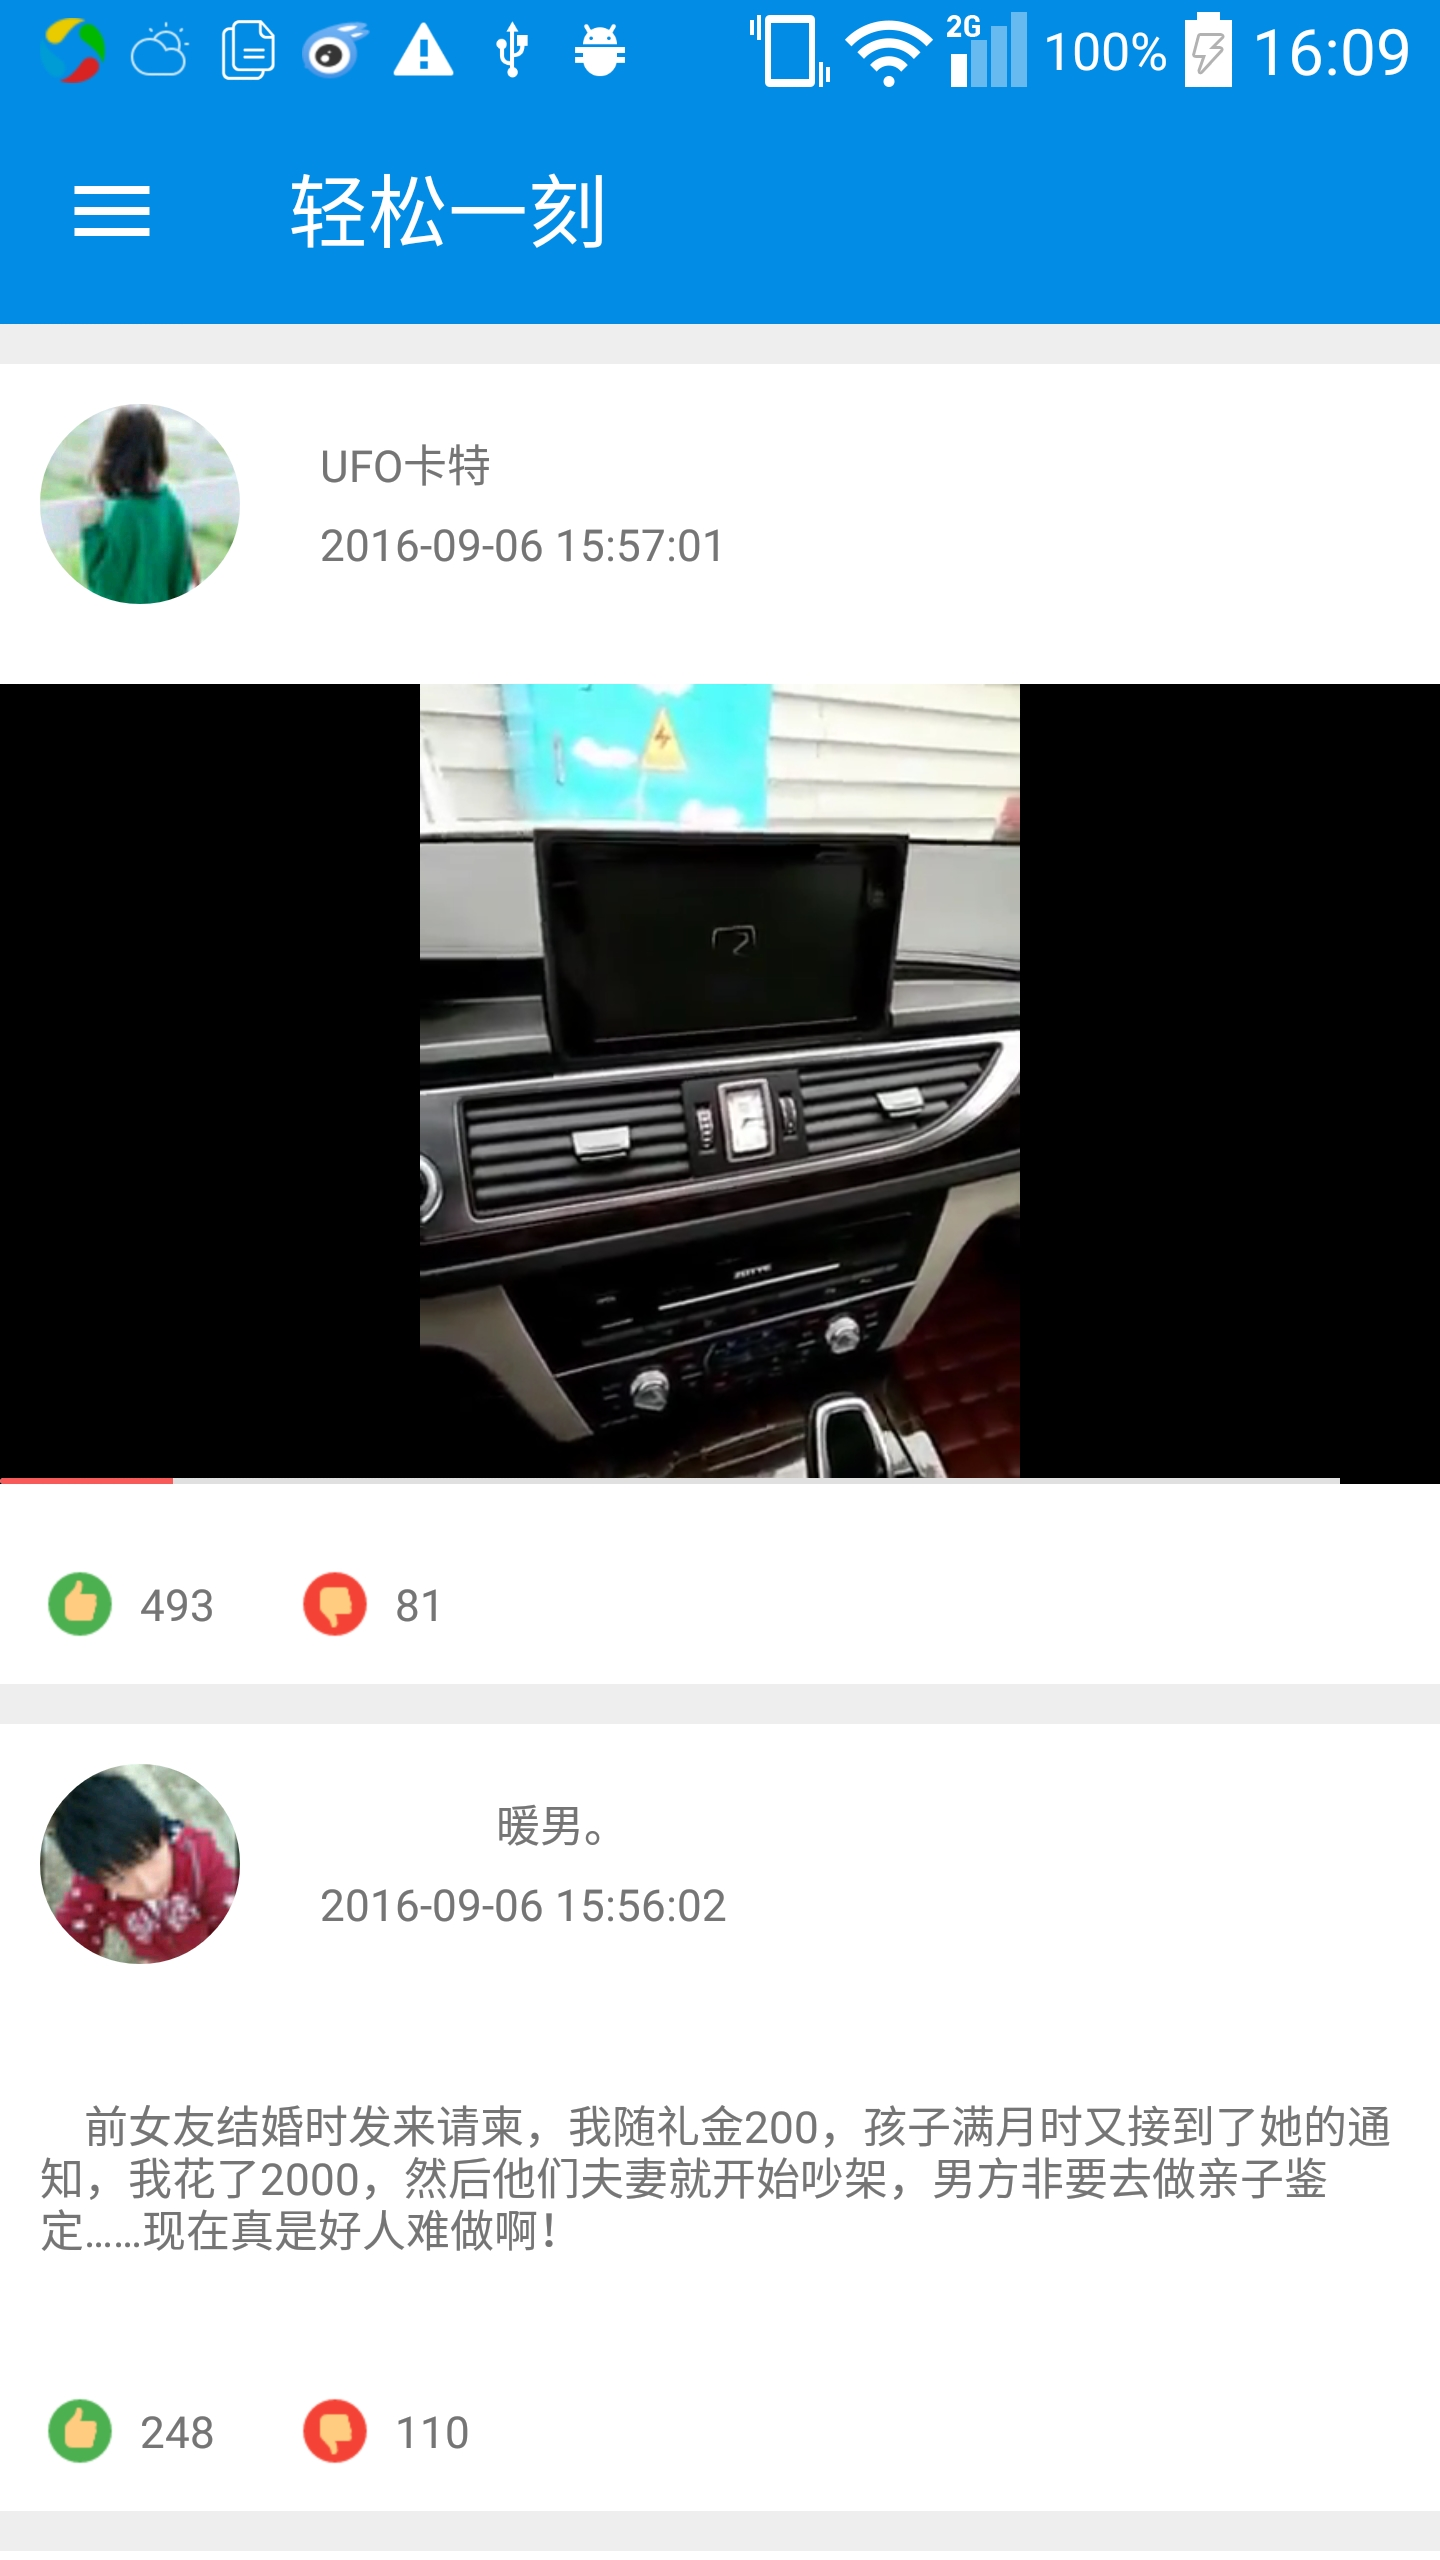 2G 100% 16:09
轻松一刻
UFO卡特
2016-09-06 15:57:01
493 81
暖男。
2016-09-06 15:56:02
前女友结婚时发来请柬，我随礼金200，孩子满月时又接到了她的通
知，我花了2000，然后他们夫妻就开始吵架，男方非要去做亲子鉴
定……现在真是好人难做啊！
248 110